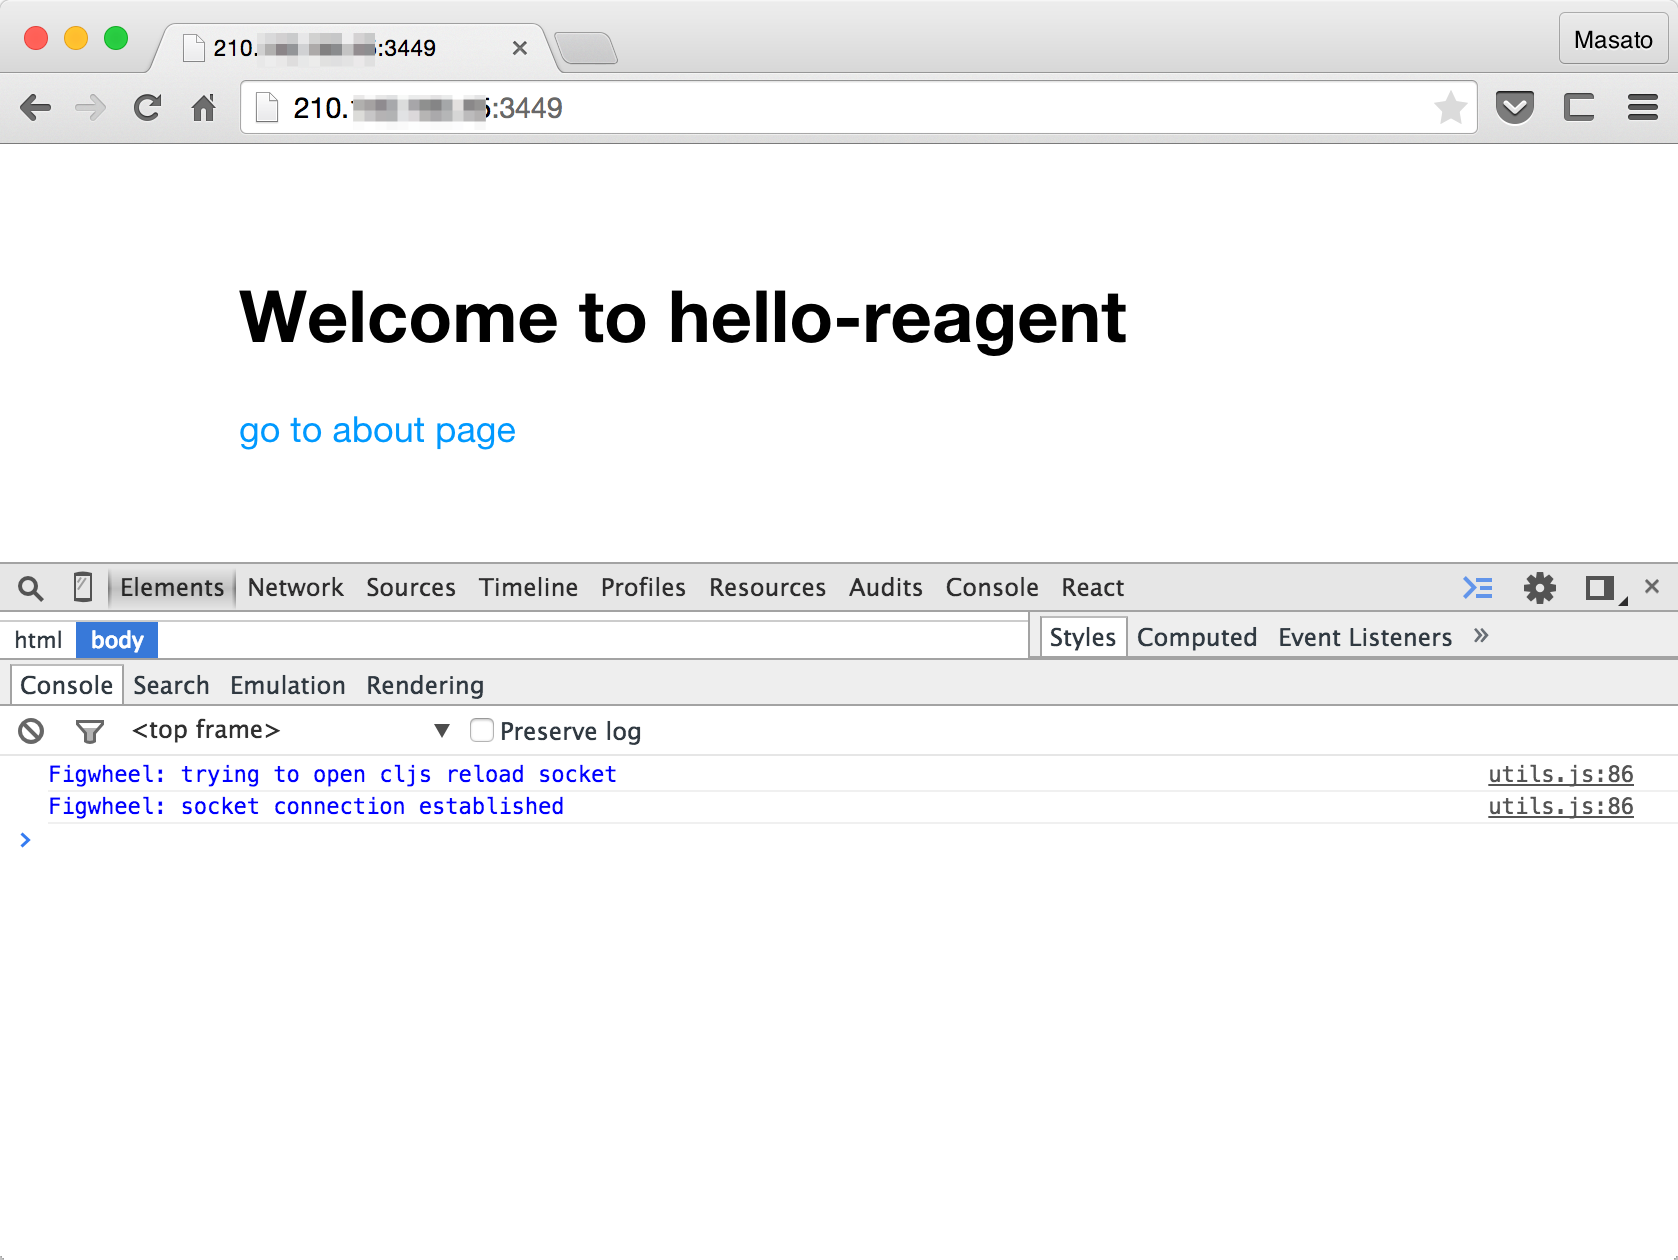 210. :3449
Masato
210. :3449
Welcome to hello-reagent
go to about page
Elements Network Sources Timeline Profiles Resources Audits Console React
html body
Styles Computed Event Listeners »
Console Search Emulation Rendering
<top frame> ▼ Preserve log
Figwheel: trying to open cljs reload socket utils.js:86
Figwheel: socket connection established utils.js:86